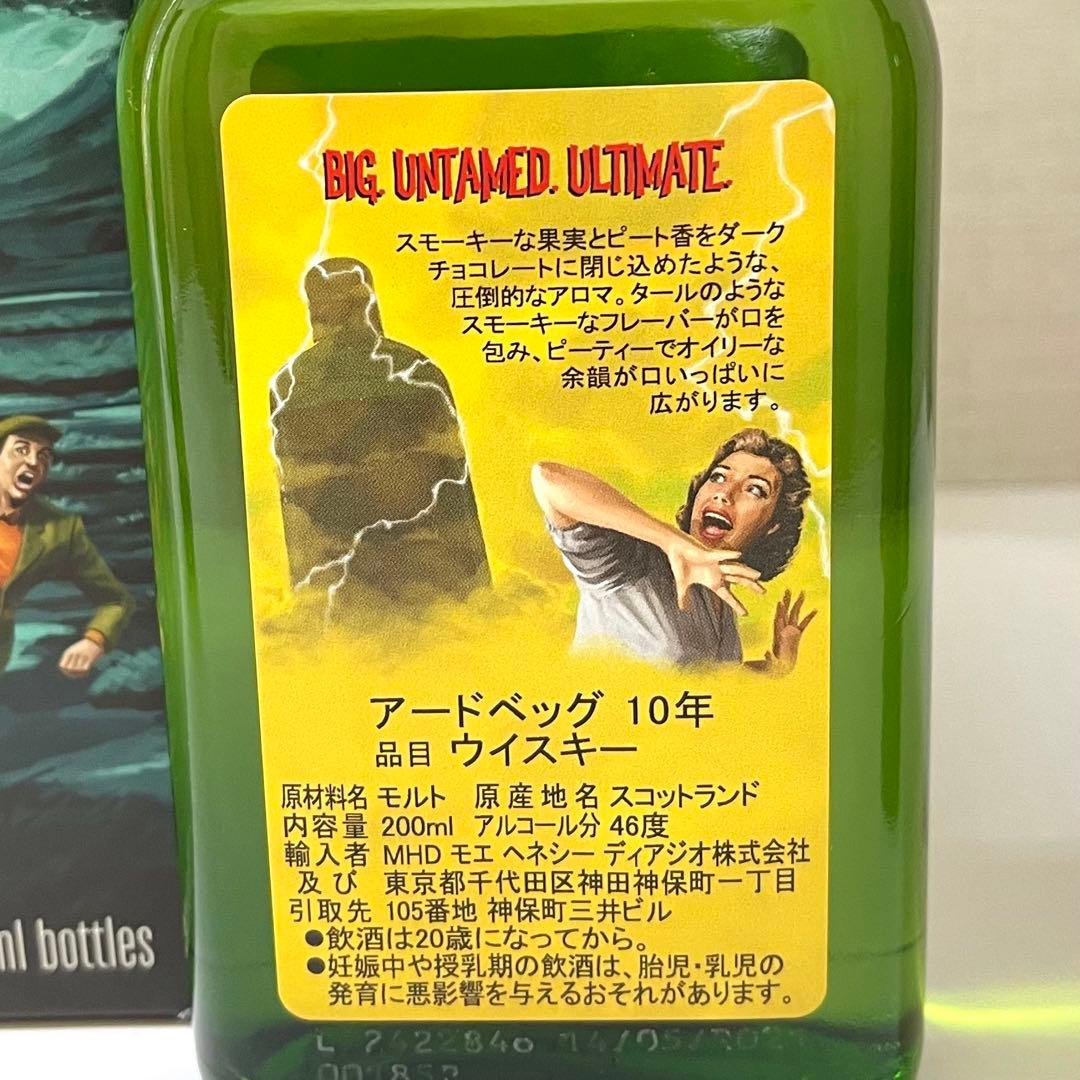 BIG. UNTAMED. ULTIMATE.
スモーキーな果実とピート香をダーク
チョコレートに閉じ込めたような、
圧倒的なアロマ。タールのような
スモーキーなフレーバーが口を
包み、ピーティーでオイリーな
余韻が口いっぱいに
広がります。
アードベッグ 10年
品目 ウイスキー
原材料名 モルト 原産地名 スコットランド
内容量 200ml アルコール分 46度
輸入者 MHD モエ ヘネシー ディアジオ株式会社
及び 東京都千代田区神田神保町一丁目
引取先 105番地 神保町三井ビル
●飲酒は20歳になってから。
●妊娠中や授乳期の飲酒は、胎児・乳児の
発育に悪影響を与えるおそれがあります。
bottles